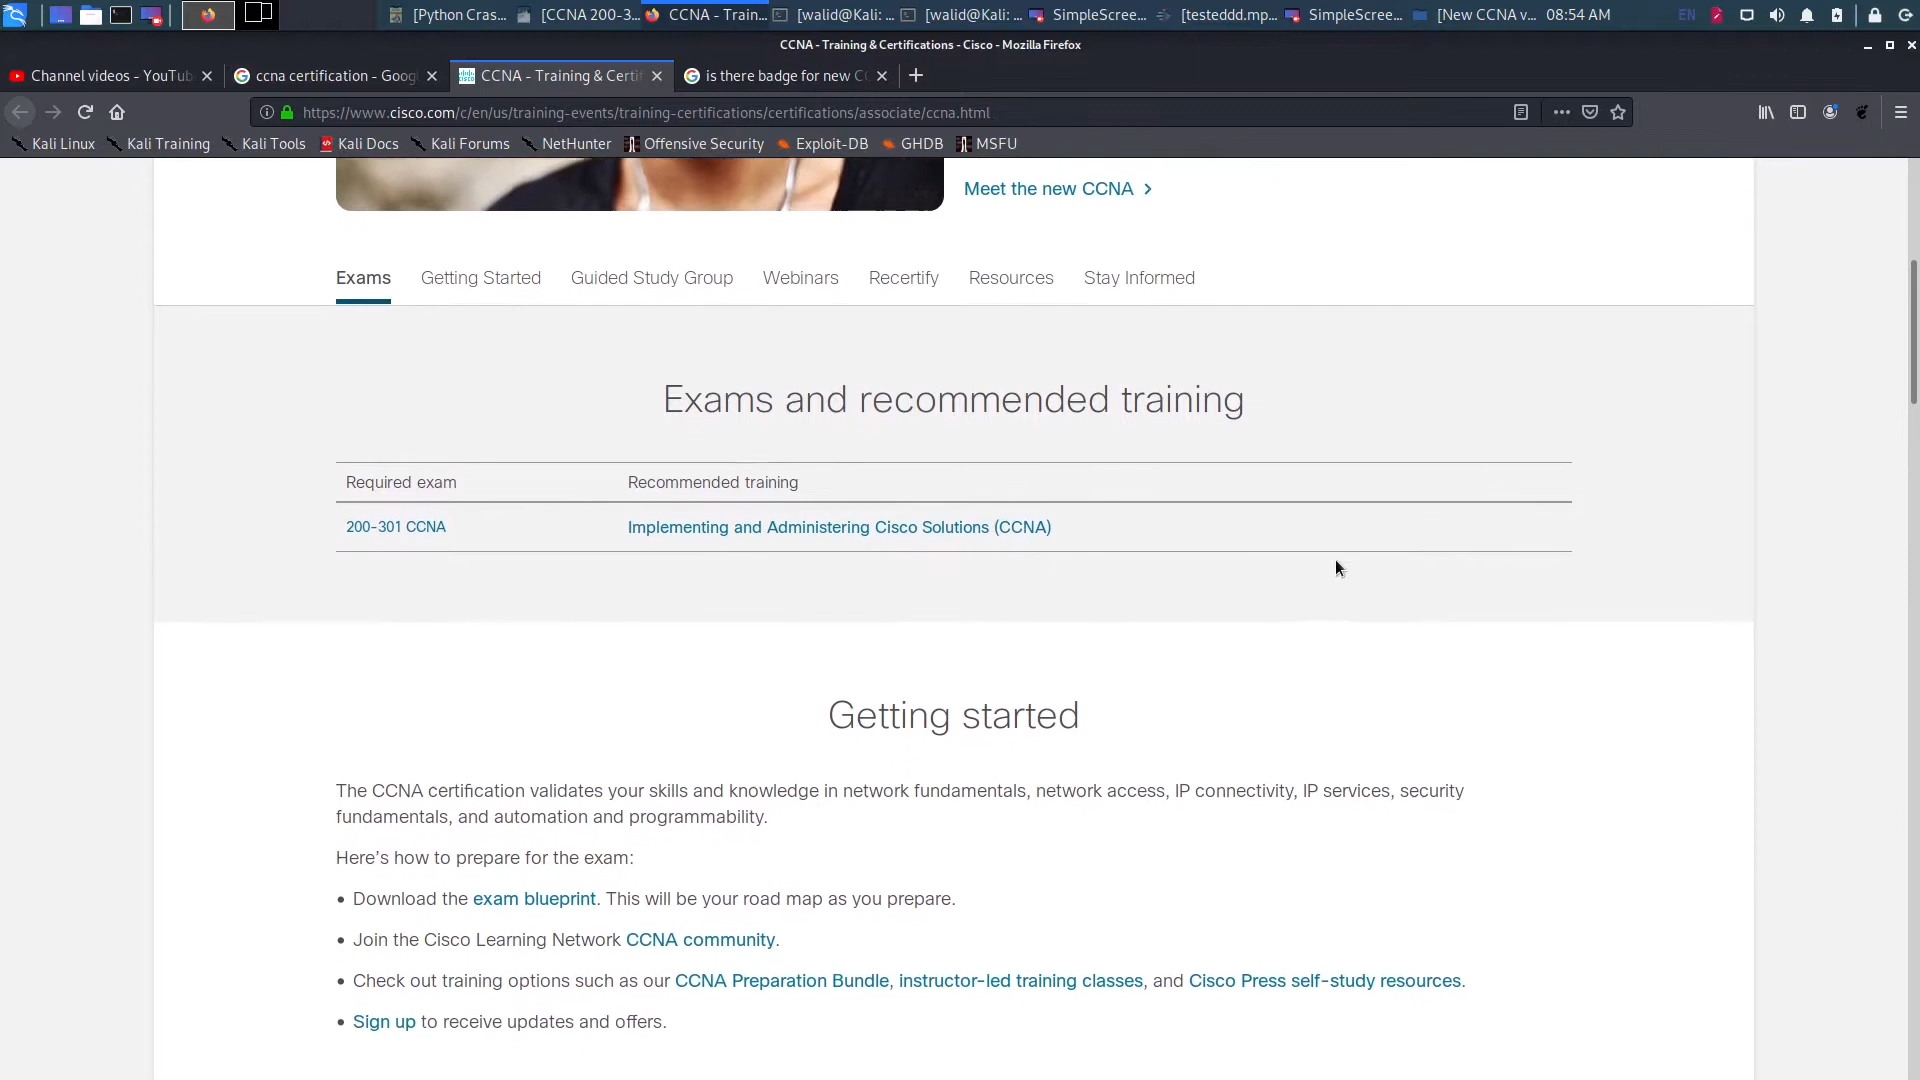 [Python Cras... [CCNA 200-3... CCNA - Train... [walid@Kali: ... [walid@Kali: ... SimpleScree... [testeddd.mp... SimpleScree... [New CCNA v... 08:54 AM EN
CCNA - Training & Certifications - Cisco - Mozilla Firefox
Channel videos - YouTub ccna certification - Goog CCNA - Training & Certif is there badge for new CC
https://www.cisco.com/c/en/us/training-events/training-certifications/certifications/associate/ccna.html
Kali Linux Kali Training Kali Tools Kali Docs Kali Forums NetHunter Offensive Security Exploit-DB GHDB MSFU
Meet the new CCNA
Exams Getting Started Guided Study Group Webinars Recertify Resources Stay Informed
Exams and recommended training
Required exam Recommended training
200-301 CCNA Implementing and Administering Cisco Solutions (CCNA)
Getting started
The CCNA certification validates your skills and knowledge in network fundamentals, network access, IP connectivity, IP services, security
fundamentals, and automation and programmability.
Here's how to prepare for the exam:
• Download the exam blueprint. This will be your road map as you prepare.
• Join the Cisco Learning Network CCNA community.
• Check out training options such as our CCNA Preparation Bundle, instructor-led training classes, and Cisco Press self-study resources.
• Sign up to receive updates and offers.